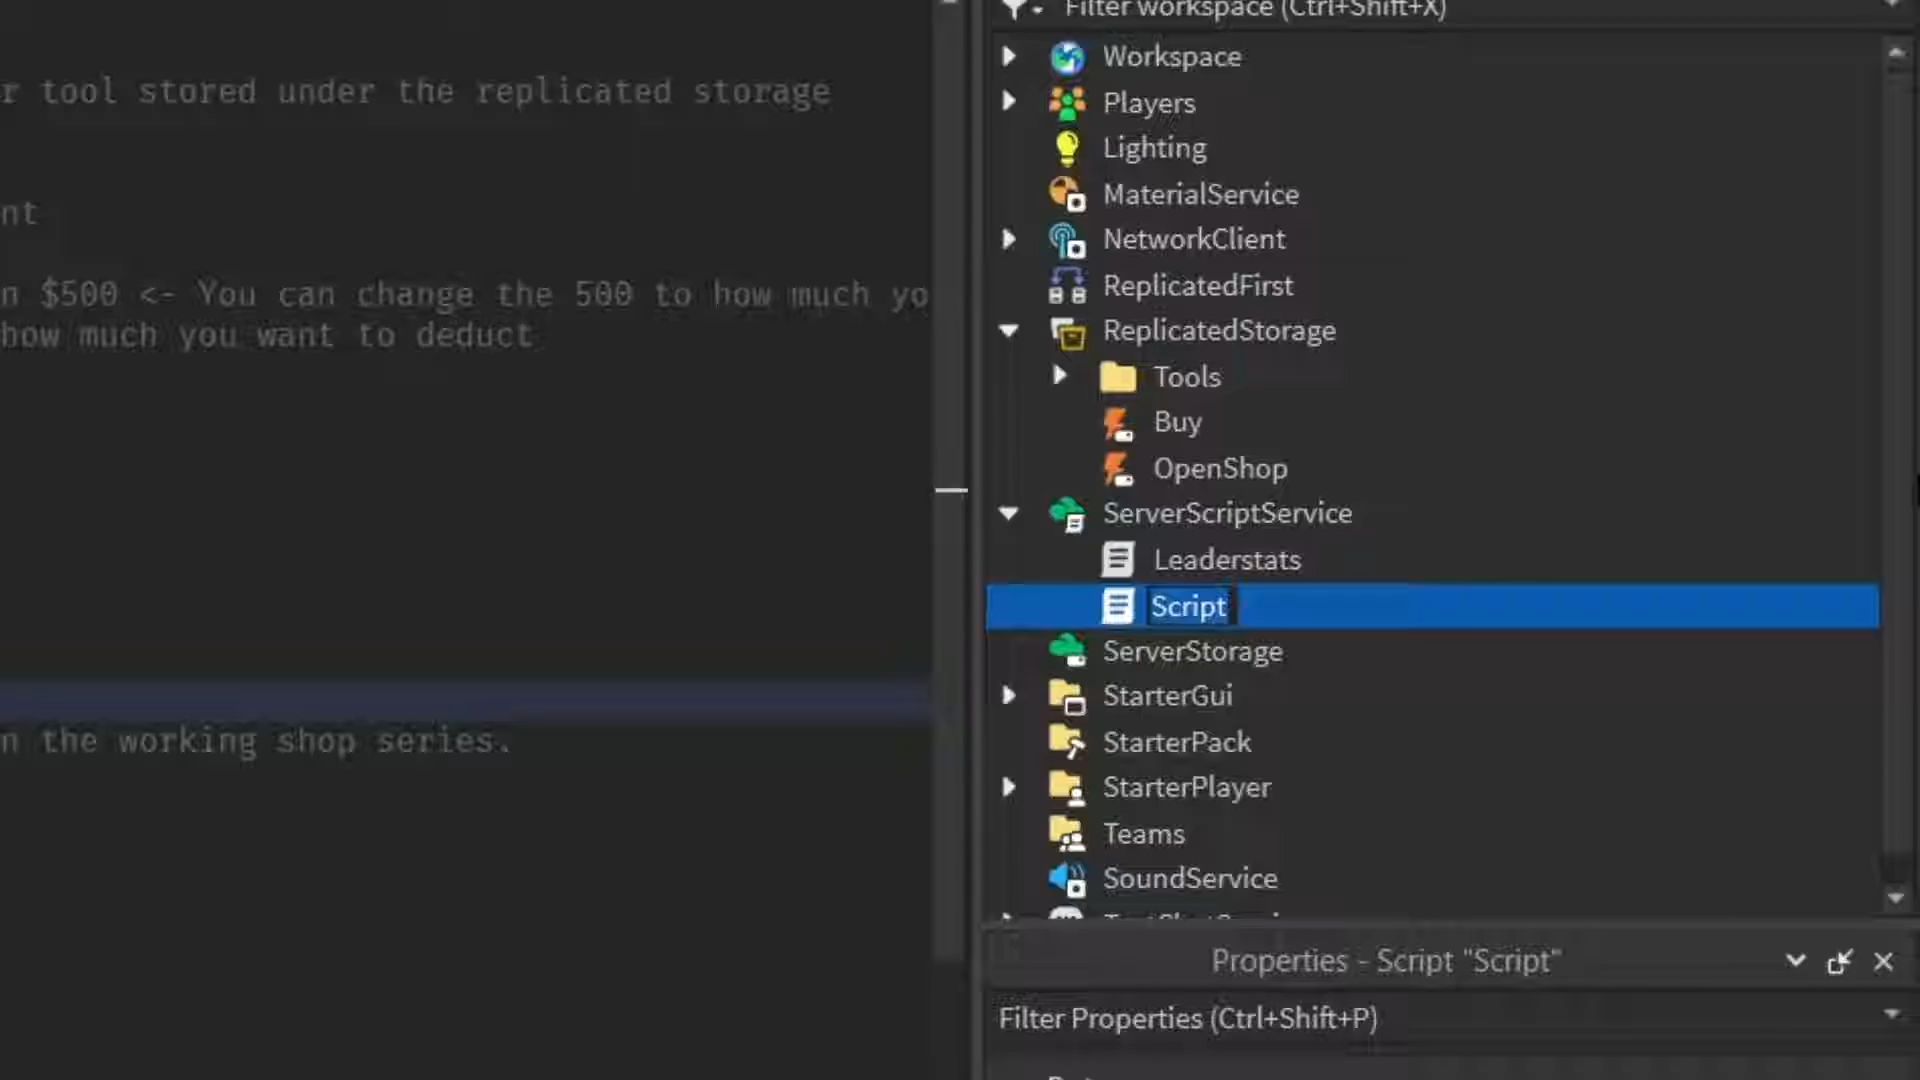 r tool stored under the replicated storage
nt
n $500 <- You can change the 500 to how much yo
how much you want to deduct
n the working shop series.
Filter workspace (Ctrl+Shift+X)
Workspace
Players
Lighting
MaterialService
NetworkClient
ReplicatedFirst
ReplicatedStorage
Tools
Buy
OpenShop
ServerScriptService
Leaderstats
Script
ServerStorage
StarterGui
StarterPack
StarterPlayer
Teams
SoundService
Properties - Script "Script"
Filter Properties (Ctrl+Shift+P)